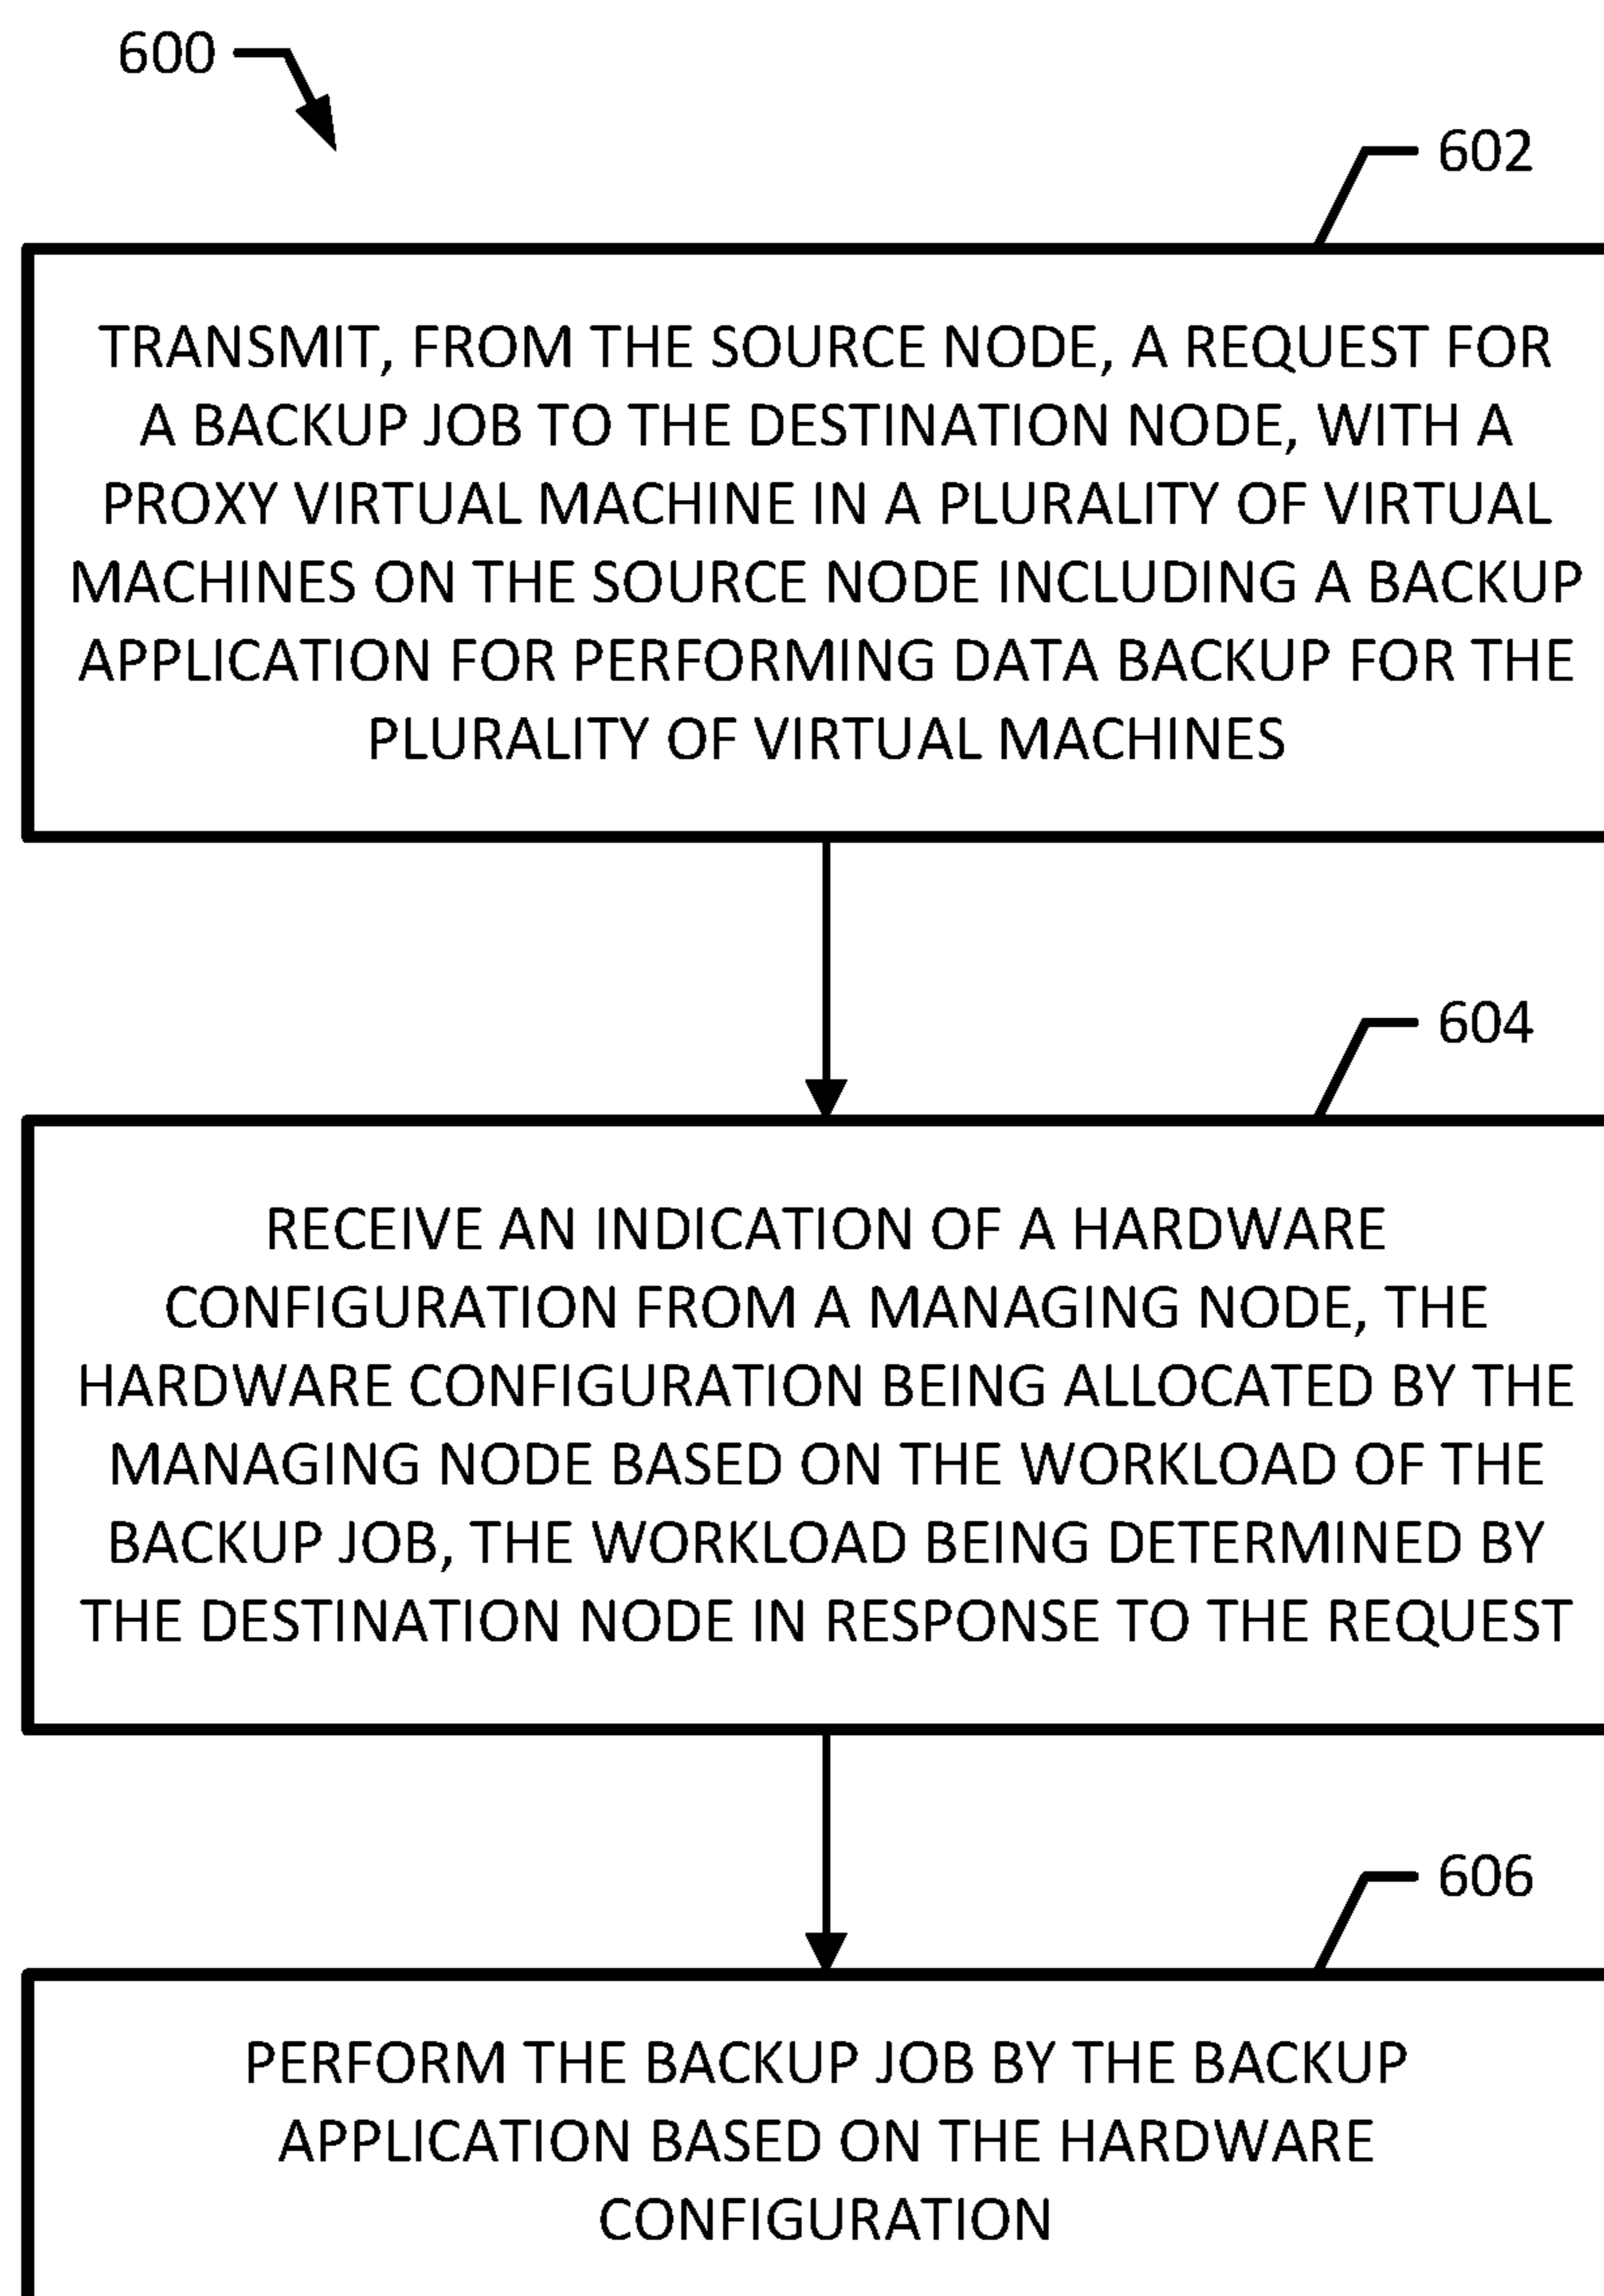 600
602
TRANSMIT, FROM THE SOURCE NODE, A REQUEST FOR
A BACKUP JOB TO THE DESTINATION NODE, WITH A
PROXY VIRTUAL MACHINE IN A PLURALITY OF VIRTUAL
MACHINES ON THE SOURCE NODE INCLUDING A BACKUP
APPLICATION FOR PERFORMING DATA BACKUP FOR THE
PLURALITY OF VIRTUAL MACHINES
604
RECEIVE AN INDICATION OF A HARDWARE
CONFIGURATION FROM A MANAGING NODE, THE
HARDWARE CONFIGURATION BEING ALLOCATED BY THE
MANAGING NODE BASED ON THE WORKLOAD OF THE
BACKUP JOB, THE WORKLOAD BEING DETERMINED BY
THE DESTINATION NODE IN RESPONSE TO THE REQUEST
606
PERFORM THE BACKUP JOB BY THE BACKUP
APPLICATION BASED ON THE HARDWARE
CONFIGURATION